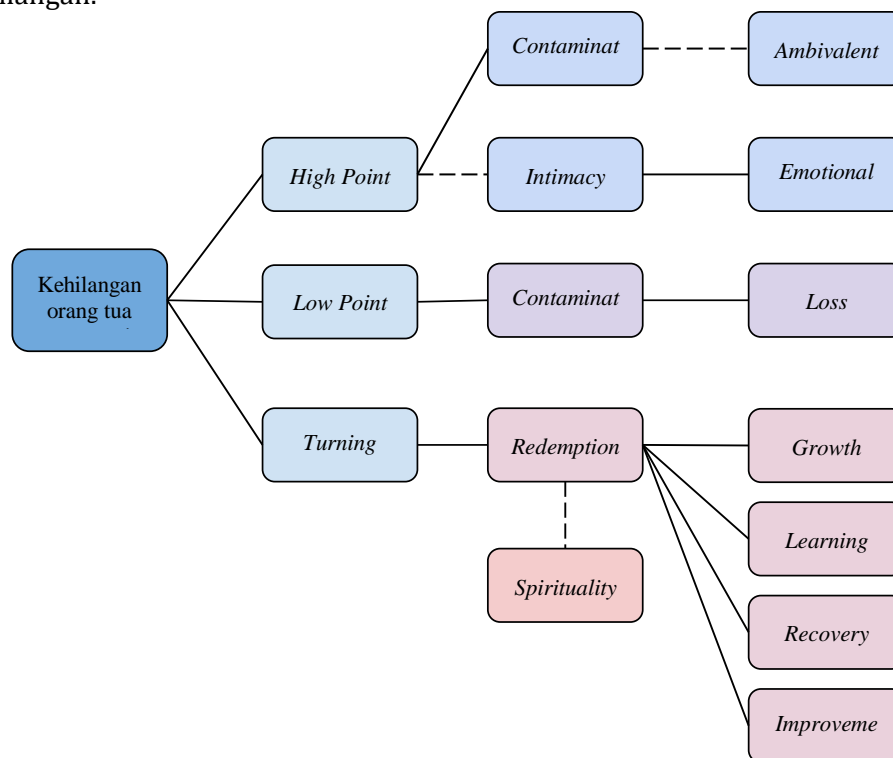 Contaminat
Ambivalent
High Point
Intimacy
Emotional
Kehilangan
orang tua
Low Point
Contaminat
Loss
Turning
Redemption
Growth
Learning
Spirituality
Recovery
Improveme